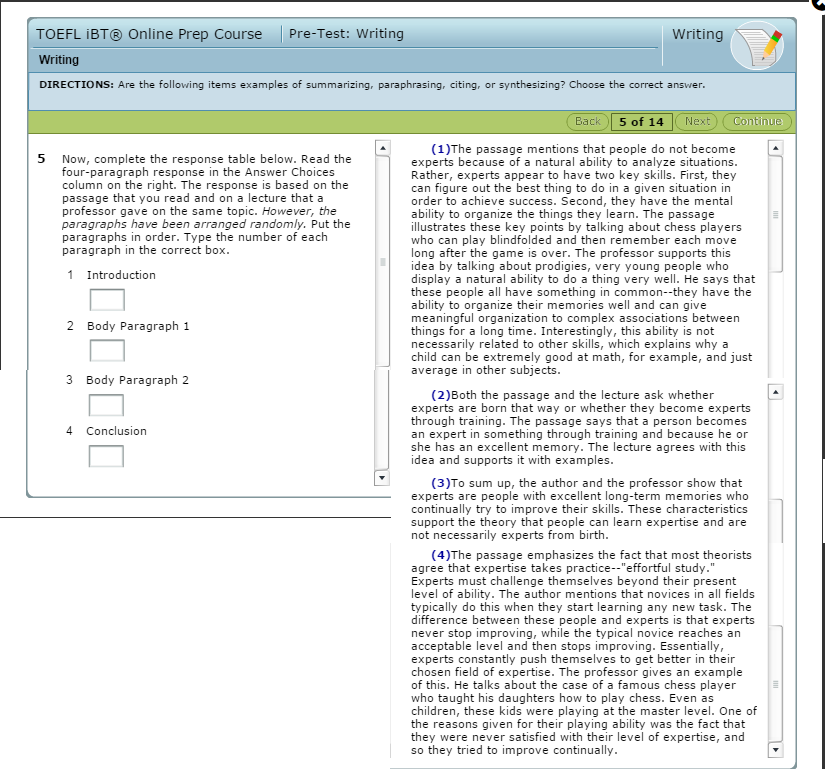 TOEFL iBT® Online Prep Course
Pre-Test: Writing
Writing
Writing
DIRECTIONS: Are the following items examples of summarizing, paraphrasing, citing, or synthesizing? Choose the correct answer.
Back
5 of 14
Next
Continue
5 Now, complete the response table below. Read the
four-paragraph response in the Answer Choices
column on the right. The response is based on the
passage that you read and on a lecture that a
professor gave on the same topic. However, the
paragraphs have been arranged randomly. Put the
paragraphs in order. Type the number of each
paragraph in the correct box.
1 Introduction
2 Body Paragraph 1
3 Body Paragraph 2
4 Conclusion
(1)The passage mentions that people do not become
experts because of a natural ability to analyze situations.
Rather, experts appear to have two key skills. First, they
can figure out the best thing to do in a given situation in
order to achieve success. Second, they have the mental
ability to organize the things they learn. The passage
illustrates these key points by talking about chess players
who can play blindfolded and then remember each move
long after the game is over. The professor supports this
idea by talking about prodigies, very young people who
display a natural ability to do a thing very well. He says that
these people all have something in common--they have the
ability to organize their memories well and can give
meaningful organization to complex associations between
things for a long time. Interestingly, this ability is not
necessarily related to other skills, which explains why a
child can be extremely good at math, for example, and just
average in other subjects.
(2)Both the passage and the lecture ask whether
experts are born that way or whether they become experts
through training. The passage says that a person becomes
an expert in something through training and because he or
she has an excellent memory. The lecture agrees with this
idea and supports it with examples.
(3)To sum up, the author and the professor show that
experts are people with excellent long-term memories who
continually try to improve their skills. These characteristics
support the theory that people can learn expertise and are
not necessarily experts from birth.
(4)The passage emphasizes the fact that most theorists
agree that expertise takes practice--"effortful study."
Experts must challenge themselves beyond their present
level of ability. The author mentions that novices in all fields
typically do this when they start learning any new task. The
difference between these people and experts is that experts
never stop improving, while the typical novice reaches an
acceptable level and then stops improving. Essentially,
experts constantly push themselves to get better in their
chosen field of expertise. The professor gives an example
of this. He talks about the case of a famous chess player
who taught his daughters how to play chess. Even as
children, these kids were playing at the master level. One of
the reasons given for their playing ability was the fact that
they were never satisfied with their level of expertise, and
so they tried to improve continually.